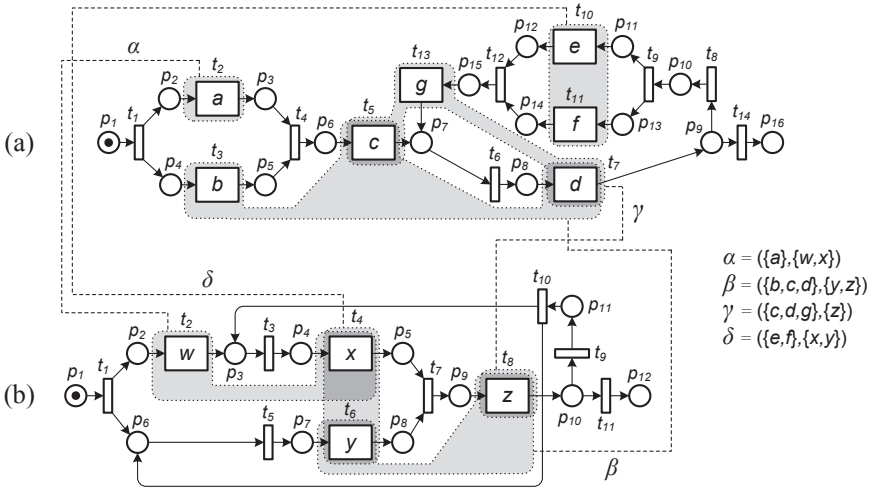 t10
p12 p11
α t13 e t9 t8
t2 p15 t12 p10
p2 p3 g t11
a t5 p14 f p13
p1 t1 t4 p6 p7 p9 t14 p16
(a) t3 c
p4 p5 t6 p8 t7
b d
γ
α = ({a},{w,x})
β = ({b,c,d},{y,z})
γ = ({c,d,g},{z})
δ = ({e,f},{x,y})
δ t10
p11
t2 t4
p2 t3 p4 p5
w x t9
p1 t1 p3 t7 p9 t8 p12
(b) z
p6 t5 p7 t6 p8 p10 t11
y
β